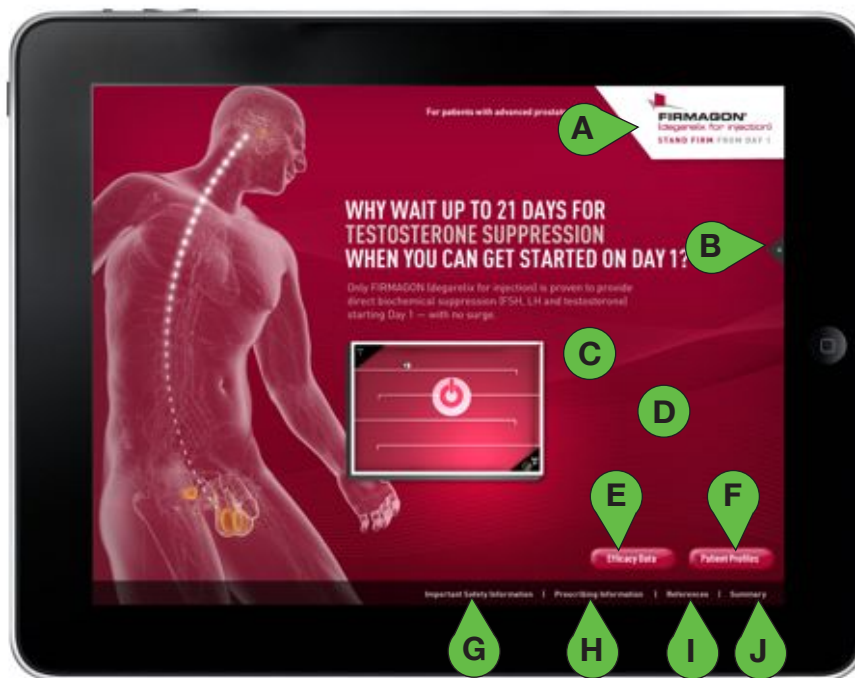 For patients with advanced
A
FIRMAGON®
(degarelix for injection)
STAND FIRM FROM DAY 1
WHY WAIT UP TO 21 DAYS FOR
TESTOSTERONE SUPPRESSION
WHEN YOU CAN GET STARTED ON DAY 1?
B
Only FIRMAGON (degarelix for injection) is proven to provide
direct biochemical suppression (FSH, LH and testosterone)
starting Day 1 — with no surge.
C
D
E
F
Efficacy Data
Patient Profiles
Important Safety Information | Prescribing Information | References | Summary
G
H
I
J